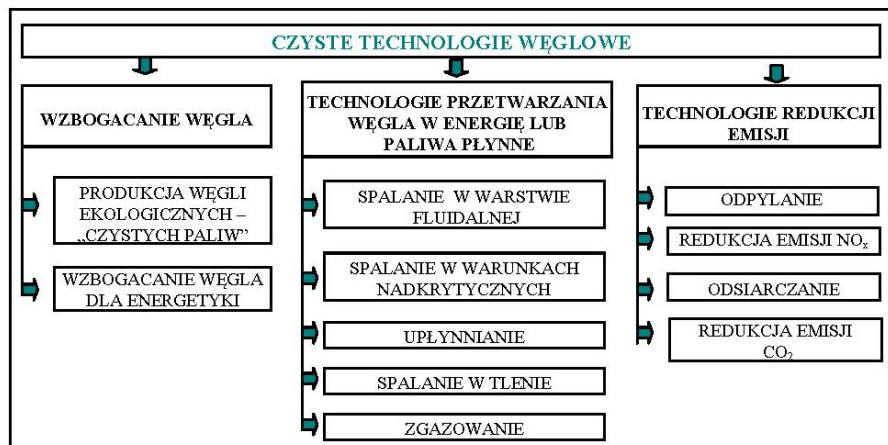 CZYSTE TECHNOLOGIE WĘGLOWE
WZBOGACANIE WĘGLA
PRODUKCJA WĘGLI
EKOLOGICZNYCH –
„CZYSTYCH PALIW”
WZBOGACANIE WĘGLA
DLA ENERGETYKI
TECHNOLOGIE PRZETWARZANIA
WĘGLA W ENERGIĘ LUB
PALIWA PŁYNNE
SPALANIE W WARSTWIE
FLUIDALNEJ
SPALANIE W WARUNKACH
NADKRYTYCZNYCH
UPŁYNNIANIE
SPALANIE W TLENIE
ZGAZOWANIE
TECHNOLOGIE REDUKCJI
EMISJI
ODPYLANIE
REDUKCJA EMISJI NOₓ
ODSIARCZANIE
REDUKCJA EMISJI
CO₂